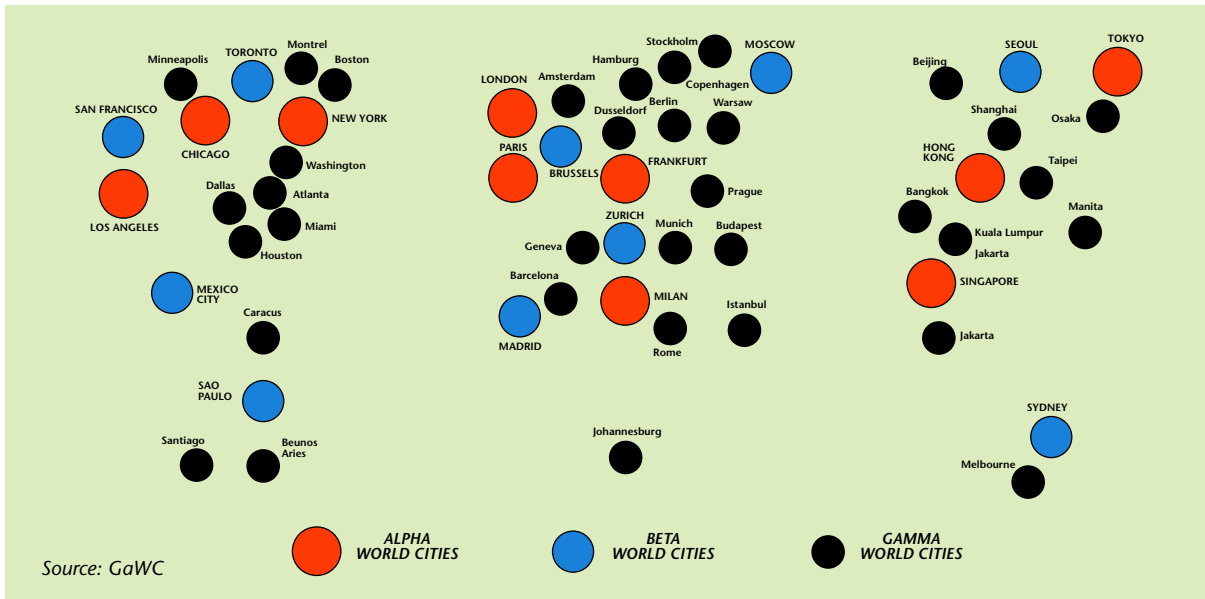 Minneapolis
TORONTO
Montrel
Boston
SAN FRANCISCO
CHICAGO
NEW YORK
Washington
Dallas
Atlanta
LOS ANGELES
Miami
Houston
MEXICO
CITY
Caracus
SAO
PAULO
Santiago
Beunos
Aries
LONDON
Amsterdam
Hamburg
Stockholm
Copenhagen
MOSCOW
Dusseldorf
Berlin
Warsaw
PARIS
BRUSSELS
FRANKFURT
Prague
ZURICH
Geneva
Munich
Budapest
Barcelona
MILAN
Istanbul
MADRID
Rome
Johannesburg
Beijing
SEOUL
TOKYO
Shanghai
Osaka
HONG
KONG
Taipei
Bangkok
Manita
Kuala Lumpur
Jakarta
SINGAPORE
Jakarta
SYDNEY
Melbourne
ALPHA
WORLD CITIES
BETA
WORLD CITIES
GAMMA
WORLD CITIES
Source: GaWC